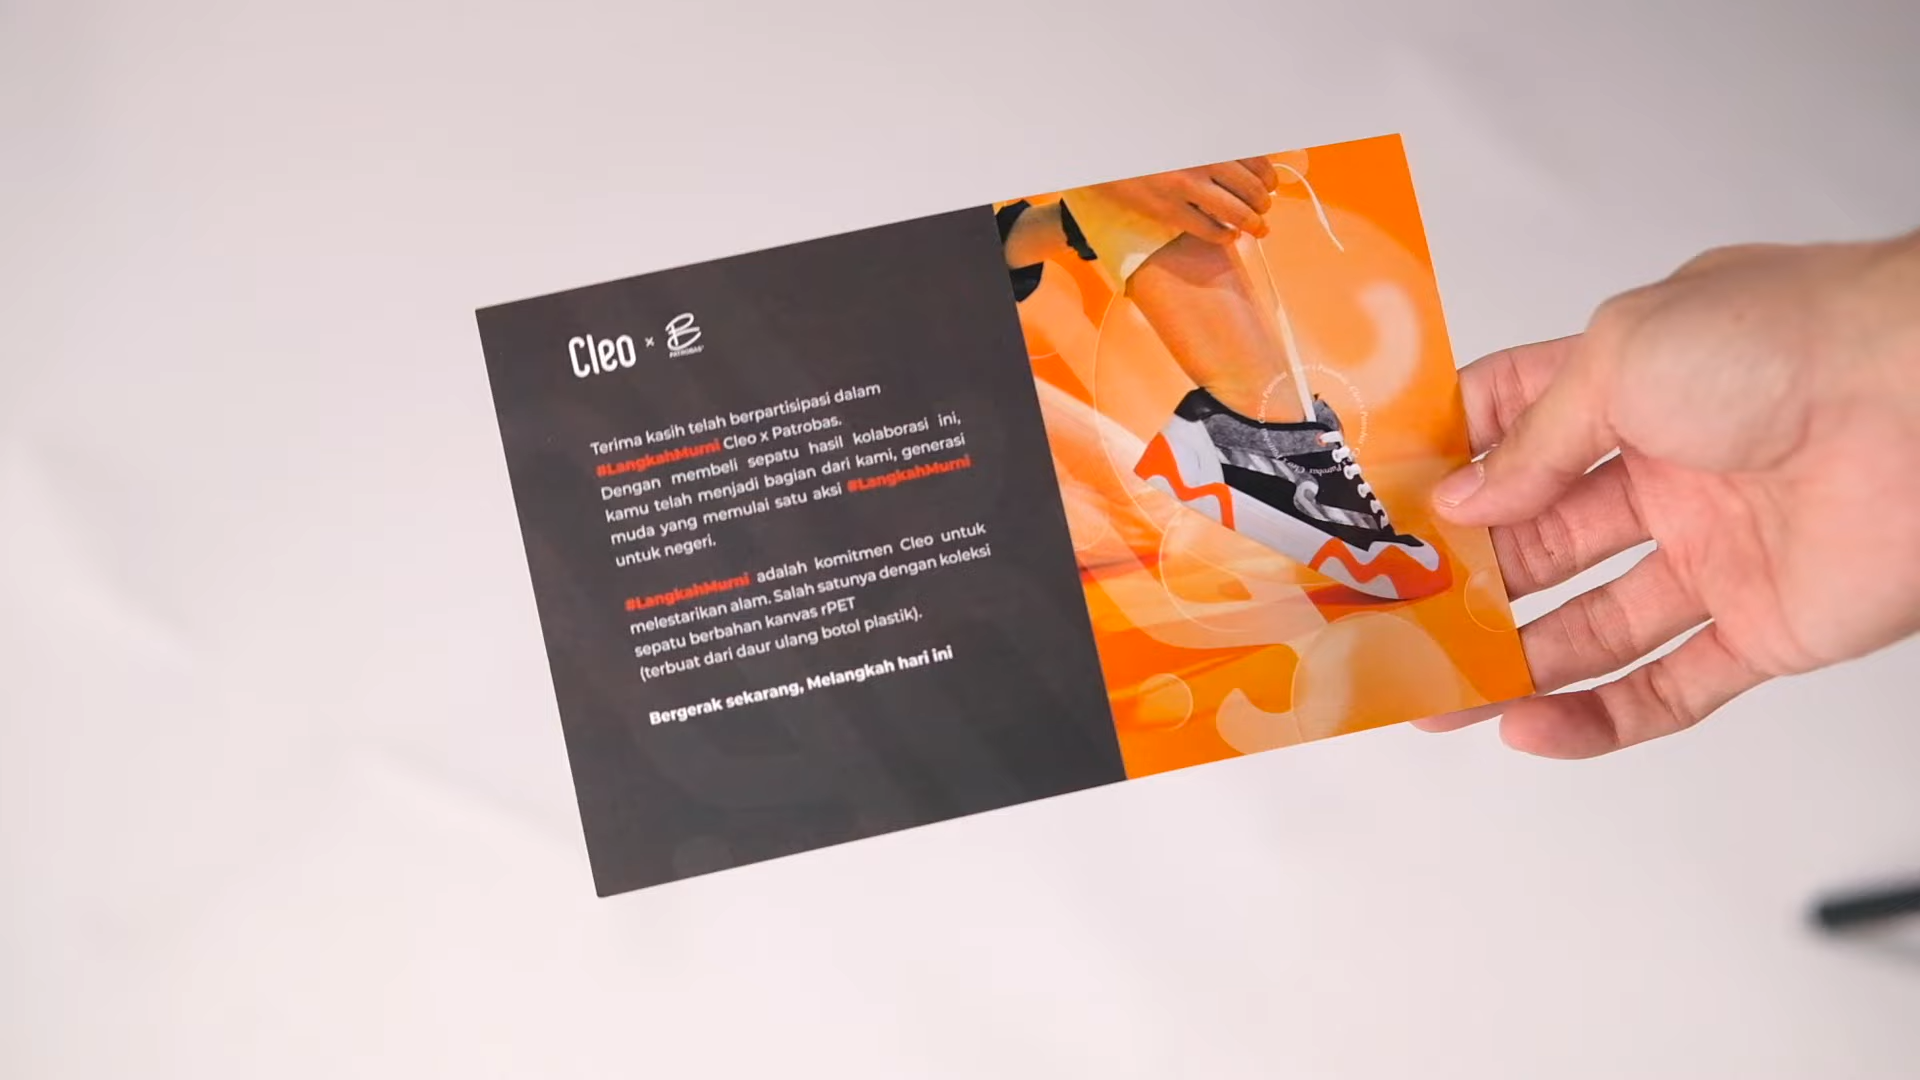 Cleo × B PATROBAS
Terima kasih telah berpartisipasi dalam
#LangkahMurni Cleo x Patrobas.
Dengan membeli sepatu hasil kolaborasi ini,
kamu telah menjadi bagian dari kami, generasi
muda yang memulai satu aksi #LangkahMurni
untuk negeri.
#LangkahMurni adalah komitmen Cleo untuk
melestarikan alam. Salah satunya dengan koleksi
sepatu berbahan kanvas rPET
(terbuat dari daur ulang botol plastik).
Bergerak sekarang, Melangkah hari ini